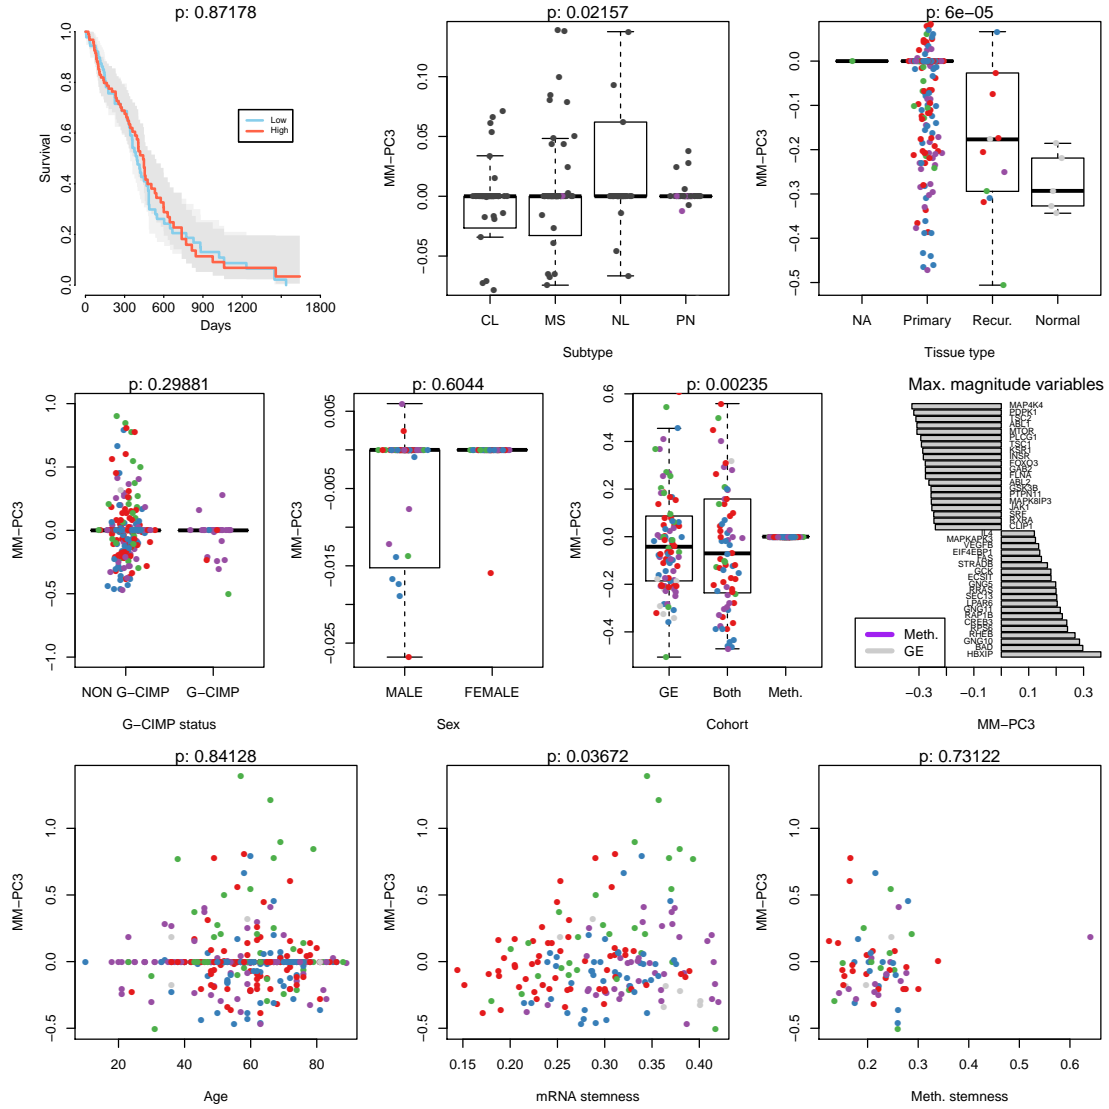 p: 0.87178
Survival
0.0
0.2
0.4
0.6
0.8
1.0
Low
High
0 300 600 900 1200 1800
Days
p: 0.02157
MM−PC3
−0.05
0.00
0.05
0.10
CL MS NL PN
Subtype
p: 6e−05
MM−PC3
−0.5
−0.4
−0.3
−0.2
−0.1
0.0
NA Primary Recur. Normal
Tissue type
p: 0.29881
MM−PC3
−1.0
−0.5
0.0
0.5
1.0
NON G−CIMP G−CIMP
G−CIMP status
p: 0.6044
MM−PC3
−0.025
−0.015
−0.005
0.005
MALE FEMALE
Sex
p: 0.00235
MM−PC3
−0.4
−0.2
0.0
0.2
0.4
0.6
GE Both Meth.
Cohort
Max. magnitude variables
MAP4K4
PDPK1
TSC2
ABL1
MTOR
PLCG1
TSC1
KSR1
INSR
FOXO3
GAB2
FLNA
ABL2
GSK3B
PTPN11
MAPK8IP3
JAK1
SRF
RXRA
CLIP1
IL4
MAPKAPK3
VEGFB
EIF4EBP1
FAS
STRADB
GCK
ECSIT
GNG5
RRAS
SEC13
LPAR6
GNG11
RAP1B
CREB3
RPS6
RHEB
GNG10
BAD
HBXIP
Meth.
GE
−0.3 −0.1 0.1 0.3
MM−PC3
p: 0.84128
MM−PC3
−0.5
0.0
0.5
1.0
20 40 60 80
Age
p: 0.03672
MM−PC3
−0.5
0.0
0.5
1.0
0.15 0.20 0.25 0.30 0.35 0.40
mRNA stemness
p: 0.73122
MM−PC3
−0.5
0.0
0.5
1.0
0.2 0.3 0.4 0.5 0.6
Meth. stemness